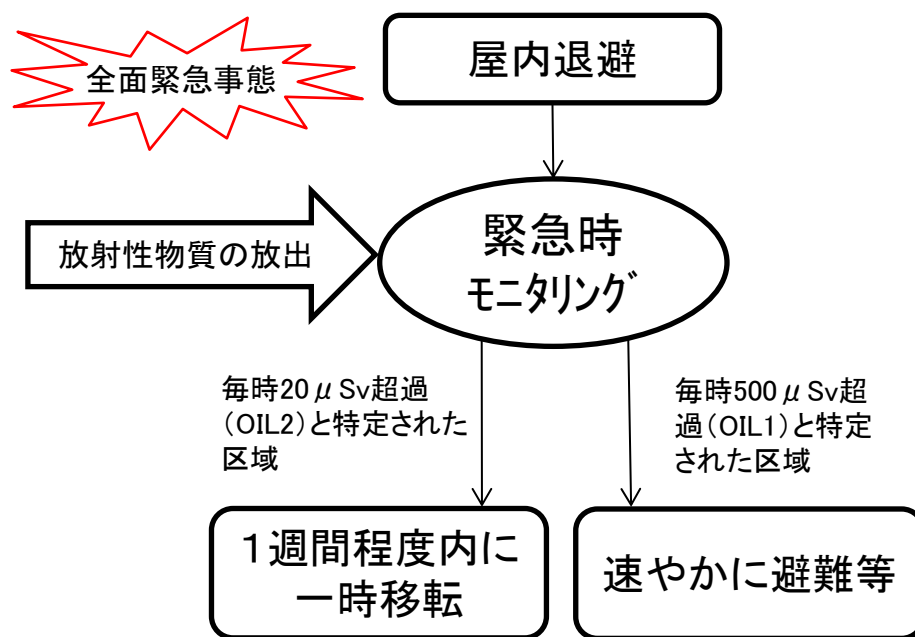 全面緊急事態
屋内退避
放射性物質の放出
緊急時
モニタリング
毎時20μSv超過
(OIL2)と特定された
区域
毎時500μSv超
過(OIL1)と特定
された区域
1週間程度内に
一時移転
速やかに避難等